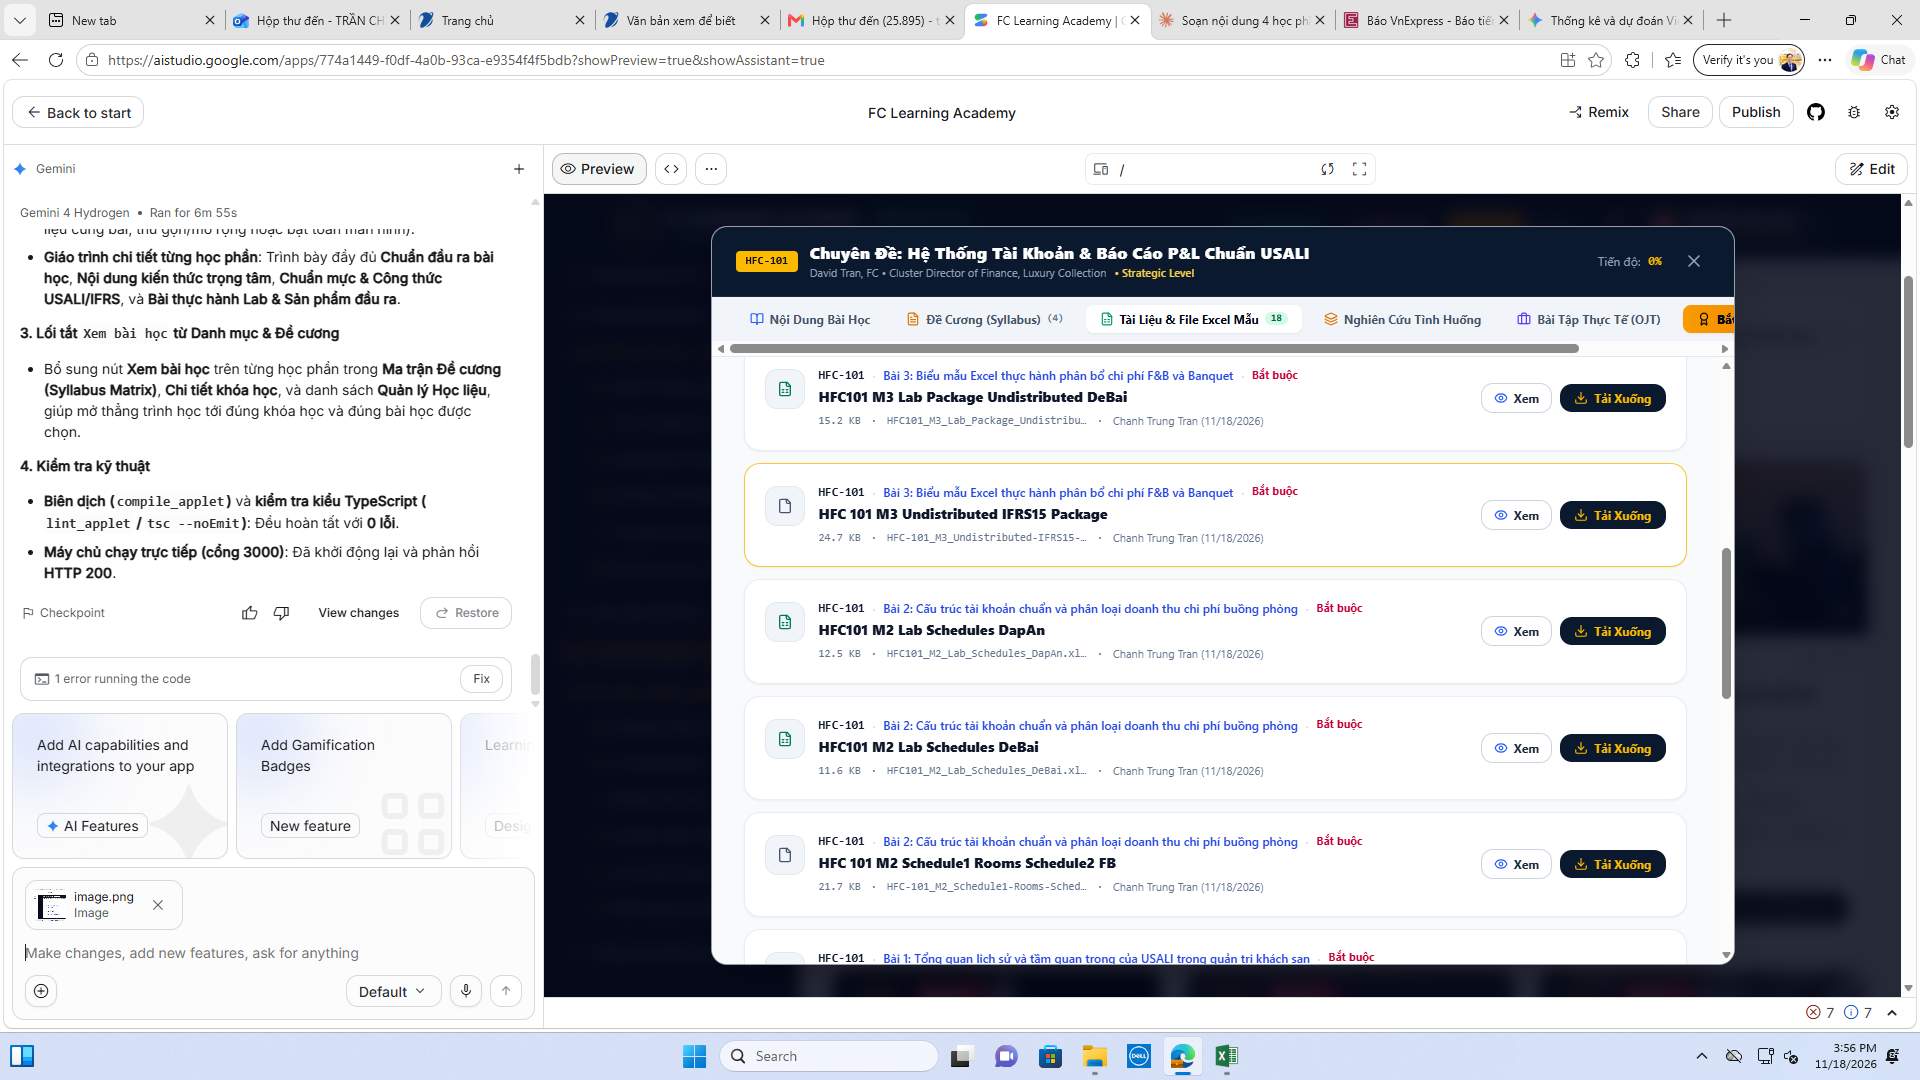 New tab
Hộp thư đến - TRẦN CH
Trang chủ
Văn bản xem để biết
Hộp thư đến (25.895) - t
FC Learning Academy |
Soạn nội dung 4 học ph
Báo VnExpress - Báo tiế
Thống kê và dự đoán Vi
https://aistudio.google.com/apps/774a1449-f0df-4a0b-93ca-e9354f4f5bdb?showPreview=true&showAssistant=true
Verify it's you
Chat
Back to start
FC Learning Academy
Remix
Share
Publish
Gemini
Preview
/
Edit
Gemini 4 Hydrogen • Ran for 6m 55s
liệu cùng bài, thu gọn/mở rộng hoặc bật toàn màn hình).
• Giáo trình chi tiết từng học phần: Trình bày đầy đủ Chuẩn đầu ra bài
học, Nội dung kiến thức trọng tâm, Chuẩn mực & Công thức
USALI/IFRS, và Bài thực hành Lab & Sản phẩm đầu ra.
3. Lối tắt Xem bài học từ Danh mục & Đề cương
• Bổ sung nút Xem bài học trên từng học phần trong Ma trận Đề cương
(Syllabus Matrix), Chi tiết khóa học, và danh sách Quản lý Học liệu,
giúp mở thẳng trình học tới đúng khóa học và đúng bài học được
chọn.
4. Kiểm tra kỹ thuật
• Biên dịch (compile_applet) và kiểm tra kiểu TypeScript (
lint_applet / tsc --noEmit): Đều hoàn tất với 0 lỗi.
• Máy chủ chạy trực tiếp (cổng 3000): Đã khởi động lại và phản hồi
HTTP 200.
Checkpoint
View changes
Restore
1 error running the code
Fix
Add AI capabilities and
integrations to your app
AI Features
Add Gamification
Badges
New feature
Learnin
Desig
image.png
Image
Make changes, add new features, ask for anything
Default
HFC-101
Chuyên Đề: Hệ Thống Tài Khoản & Báo Cáo P&L Chuẩn USALI
David Tran, FC • Cluster Director of Finance, Luxury Collection • Strategic Level
Tiến độ: 0%
Nội Dung Bài Học
Đề Cương (Syllabus) (4)
Tài Liệu & File Excel Mẫu 18
Nghiên Cứu Tình Huống
Bài Tập Thực Tế (OJT)
Bắt
HFC-101 · Bài 3: Biểu mẫu Excel thực hành phân bổ chi phí F&B và Banquet · Bắt buộc
HFC101 M3 Lab Package Undistributed DeBai
15.2 KB • HFC101_M3_Lab_Package_Undistribu… • Chanh Trung Tran (11/18/2026)
Xem
Tải Xuống
HFC-101 · Bài 3: Biểu mẫu Excel thực hành phân bổ chi phí F&B và Banquet · Bắt buộc
HFC 101 M3 Undistributed IFRS15 Package
24.7 KB • HFC-101_M3_Undistributed-IFRS15-… • Chanh Trung Tran (11/18/2026)
Xem
Tải Xuống
HFC-101 · Bài 2: Cấu trúc tài khoản chuẩn và phân loại doanh thu chi phí buồng phòng · Bắt buộc
HFC101 M2 Lab Schedules DapAn
12.5 KB • HFC101_M2_Lab_Schedules_DapAn.xl… • Chanh Trung Tran (11/18/2026)
Xem
Tải Xuống
HFC-101 · Bài 2: Cấu trúc tài khoản chuẩn và phân loại doanh thu chi phí buồng phòng · Bắt buộc
HFC101 M2 Lab Schedules DeBai
11.6 KB • HFC101_M2_Lab_Schedules_DeBai.xl… • Chanh Trung Tran (11/18/2026)
Xem
Tải Xuống
HFC-101 · Bài 2: Cấu trúc tài khoản chuẩn và phân loại doanh thu chi phí buồng phòng · Bắt buộc
HFC 101 M2 Schedule1 Rooms Schedule2 FB
21.7 KB • HFC-101_M2_Schedule1-Rooms-Sched… • Chanh Trung Tran (11/18/2026)
Xem
Tải Xuống
HFC-101 · Bài 1: Tổng quan lịch sử và tầm quan trọng của USALI trong quản trị khách sạn · Bắt buộc
7
7
Search
DELL
3:56 PM
11/18/2026